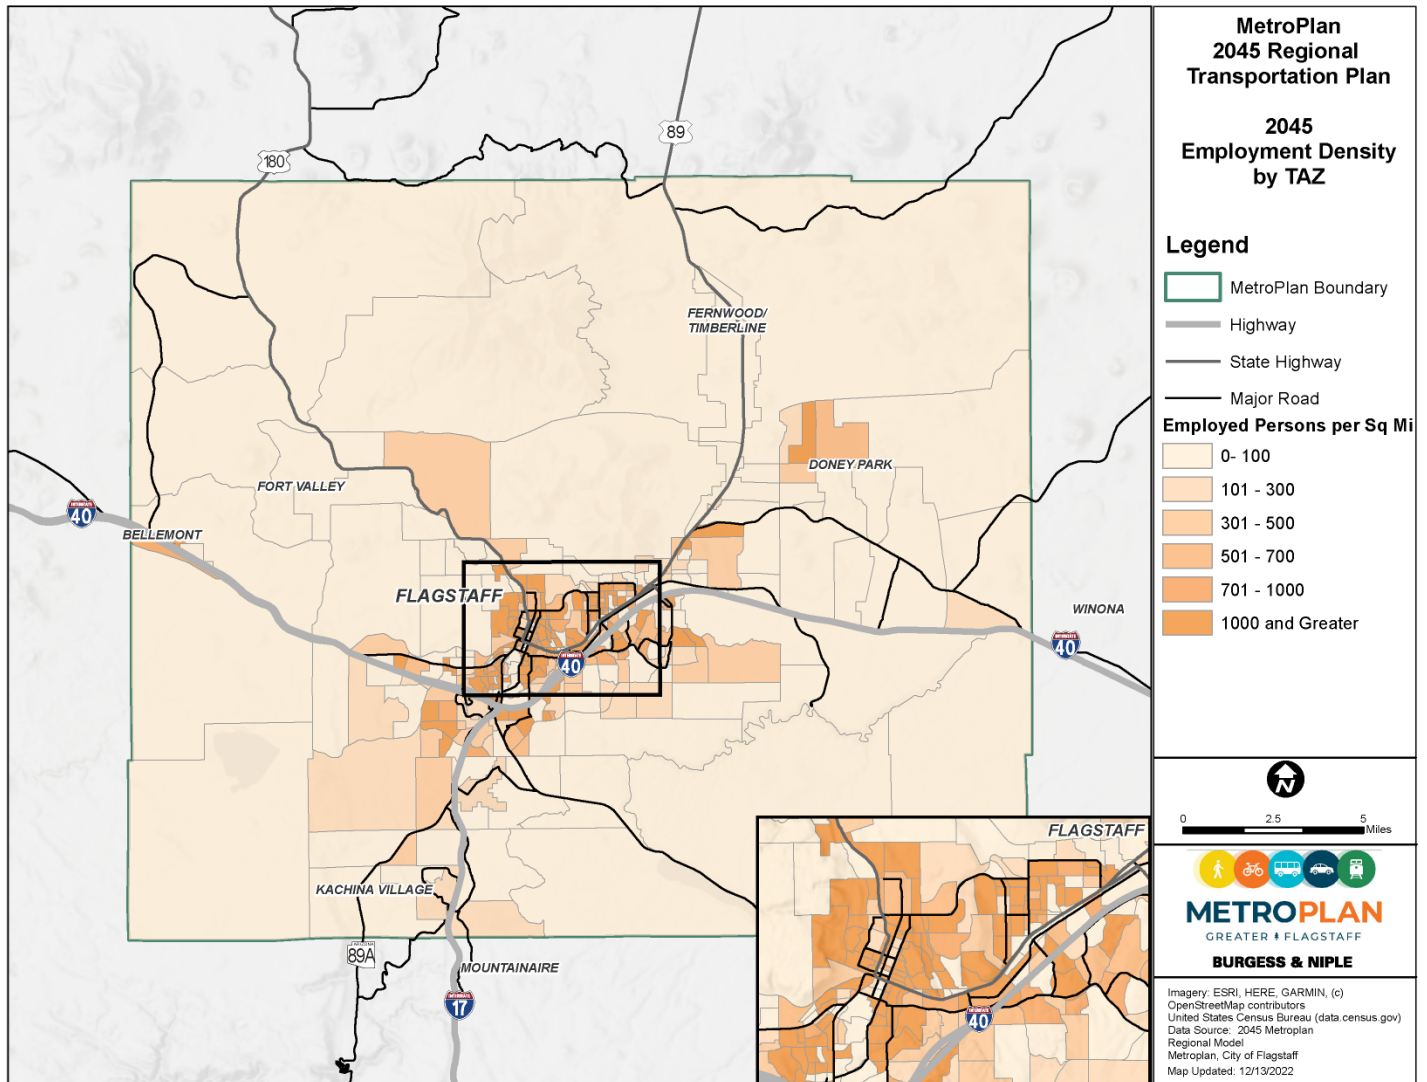 MetroPlan
2045 Regional
Transportation Plan
2045
Employment Density
by TAZ
Legend
MetroPlan Boundary
Highway
State Highway
Major Road
Employed Persons per Sq Mi
0- 100
101 - 300
301 - 500
501 - 700
701 - 1000
1000 and Greater
N
0 2.5 5
Miles
METROPLAN
GREATER FLAGSTAFF
BURGESS & NIPLE
Imagery: ESRI, HERE, GARMIN, (c)
OpenStreetMap contributors
United States Census Bureau (data.census.gov)
Data Source: 2045 Metroplan
Regional Model
Metroplan, City of Flagstaff
Map Updated: 12/13/2022
89
180
FERNWOOD/
TIMBERLINE
DONEY PARK
FORT VALLEY
40
BELLEMONT
FLAGSTAFF
WINONA
40
40
KACHINA VILLAGE
89A
MOUNTAINAIRE
17
FLAGSTAFF
40